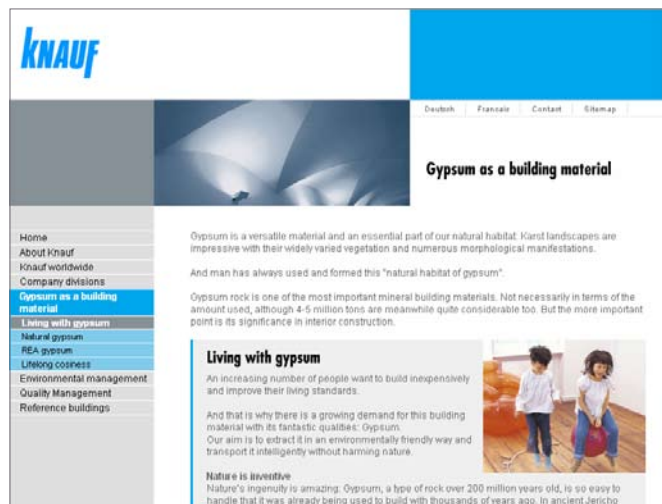 KNAUF
Deutsch Francais Contact Sitemap
Gypsum as a building material
Home
About Knauf
Knauf worldwide
Company divisions
Gypsum as a building
material
Living with gypsum
Natural gypsum
REA gypsum
Lifelong cosiness
Environmental management
Quality Management
Reference buildings
Gypsum is a versatile material and an essential part of our natural habitat. Karst landscapes are
impressive with their widely varied vegetation and numerous morphological manifestations.
And man has always used and formed this "natural habitat of gypsum".
Gypsum rock is one of the most important mineral building materials. Not necessarily in terms of the
amount used, although 4-5 million tons are meanwhile quite considerable too. But the more important
point is its significance in interior construction.
Living with gypsum
An increasing number of people want to build inexpensively
and improve their living standards.
And that is why there is a growing demand for this building
material with its fantastic qualities: Gypsum.
Our aim is to extract it in an environmentally friendly way and
transport it intelligently without harming nature.
Nature is inventive
Nature's ingenuity is amazing: Gypsum, a type of rock over 200 million years old, is so easy to
handle that it was already being used to build with thousands of years ago. In ancient Jericho